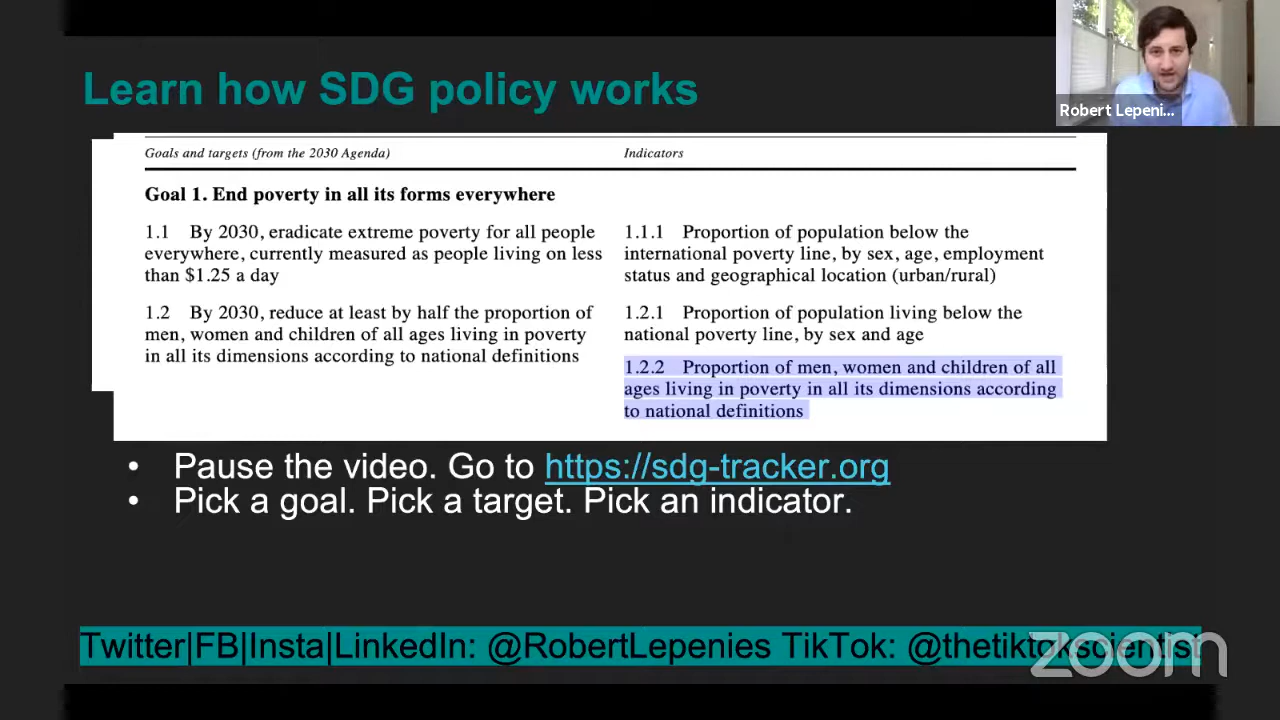 Learn how SDG policy works
Robert Lepeni...
Goals and targets (from the 2030 Agenda)
Indicators
Goal 1. End poverty in all its forms everywhere
1.1 By 2030, eradicate extreme poverty for all people
everywhere, currently measured as people living on less
than $1.25 a day
1.1.1 Proportion of population below the
international poverty line, by sex, age, employment
status and geographical location (urban/rural)
1.2 By 2030, reduce at least by half the proportion of
men, women and children of all ages living in poverty
in all its dimensions according to national definitions
1.2.1 Proportion of population living below the
national poverty line, by sex and age
1.2.2 Proportion of men, women and children of all
ages living in poverty in all its dimensions according
to national definitions
• Pause the video. Go to https://sdg-tracker.org
• Pick a goal. Pick a target. Pick an indicator.
Twitter|FB|Insta|LinkedIn: @RobertLepenies TikTok: @thetiktokscientist
zoom